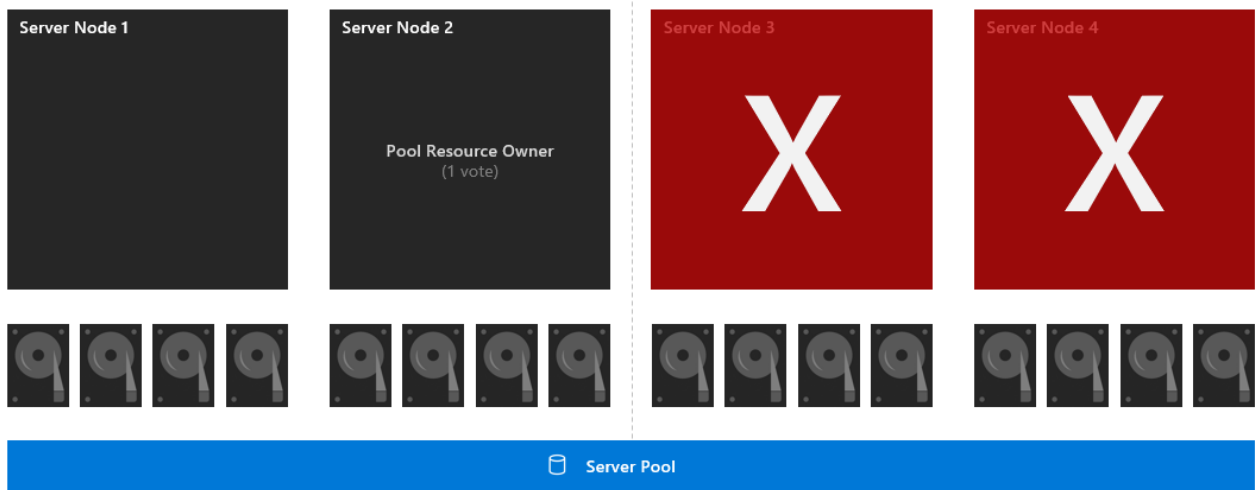 Server Node 1
Server Node 2
Server Node 3
Server Node 4
Pool Resource Owner
(1 vote)
X
X
Server Pool